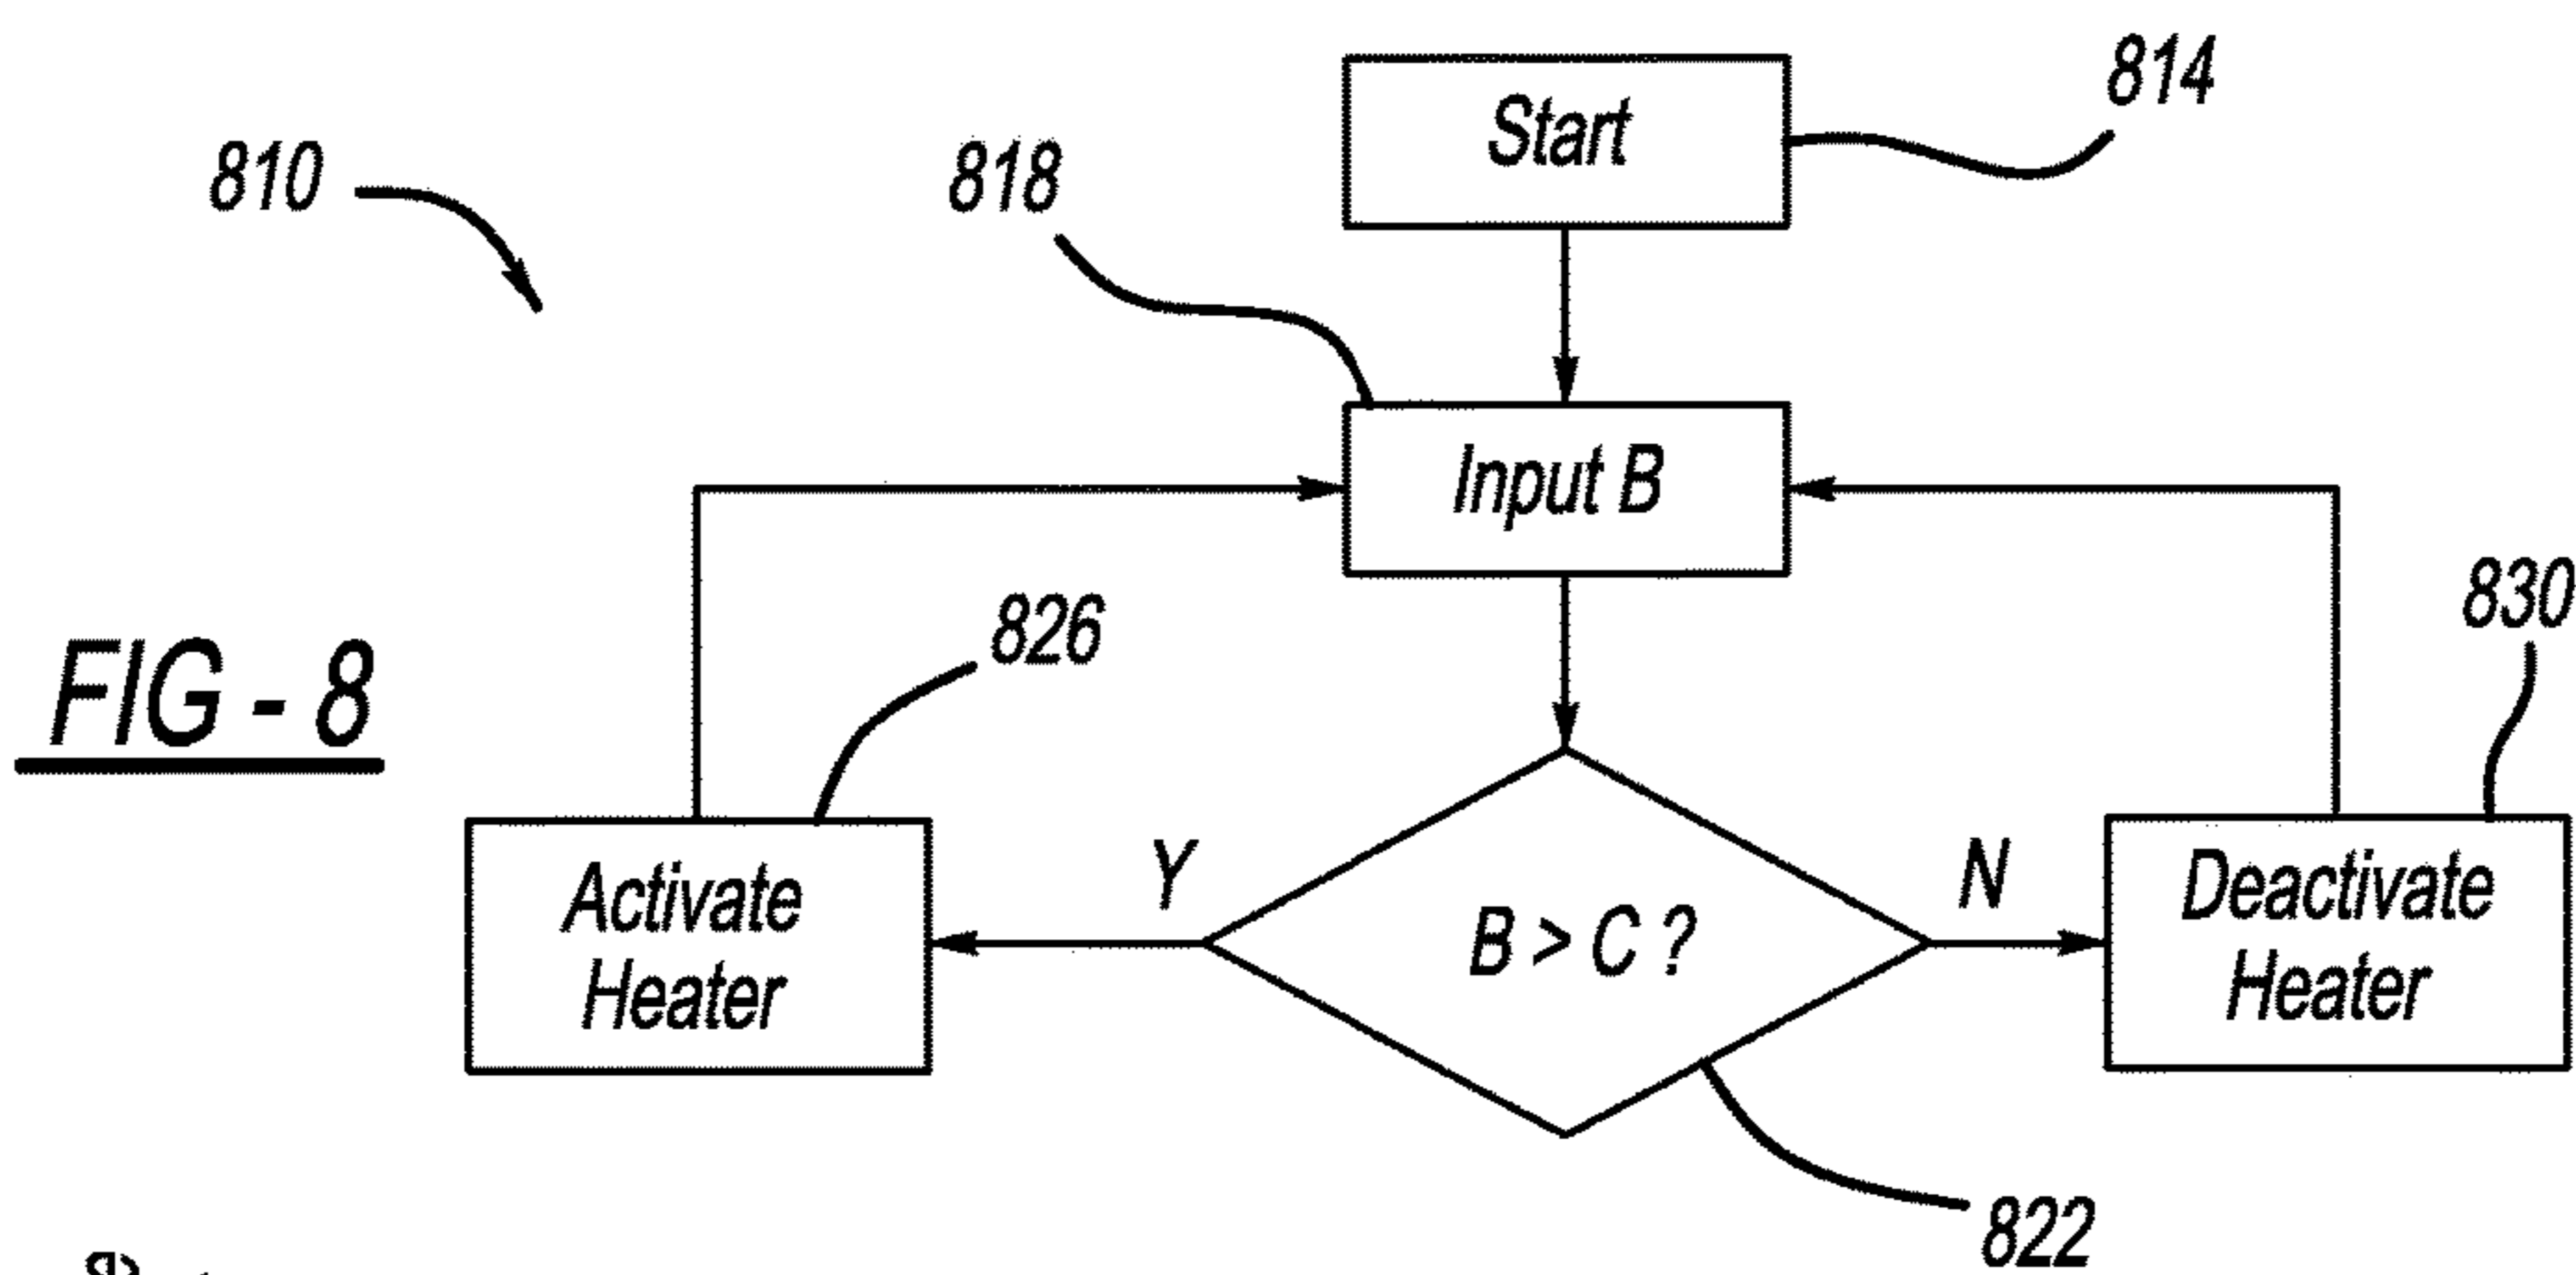 814
Start
810
818
Input B
830
826
FIG - 8
Y
N
Activate
Heater
B > C ?
Deactivate
Heater
822